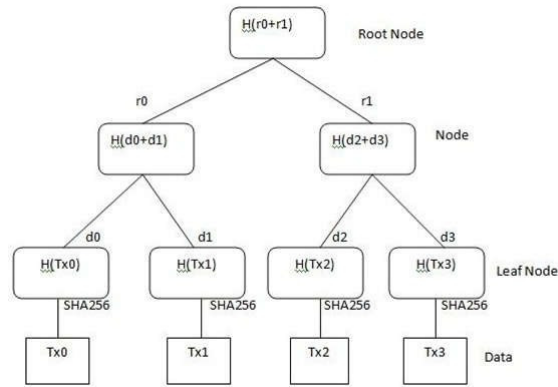 H(r0+r1)
Root Node
r0
r1
H(d0+d1)
H(d2+d3)
Node
d0
d1
d2
d3
H(Tx0)
H(Tx1)
H(Tx2)
H(Tx3)
Leaf Node
SHA256
SHA256
SHA256
SHA256
Tx0
Tx1
Tx2
Tx3
Data